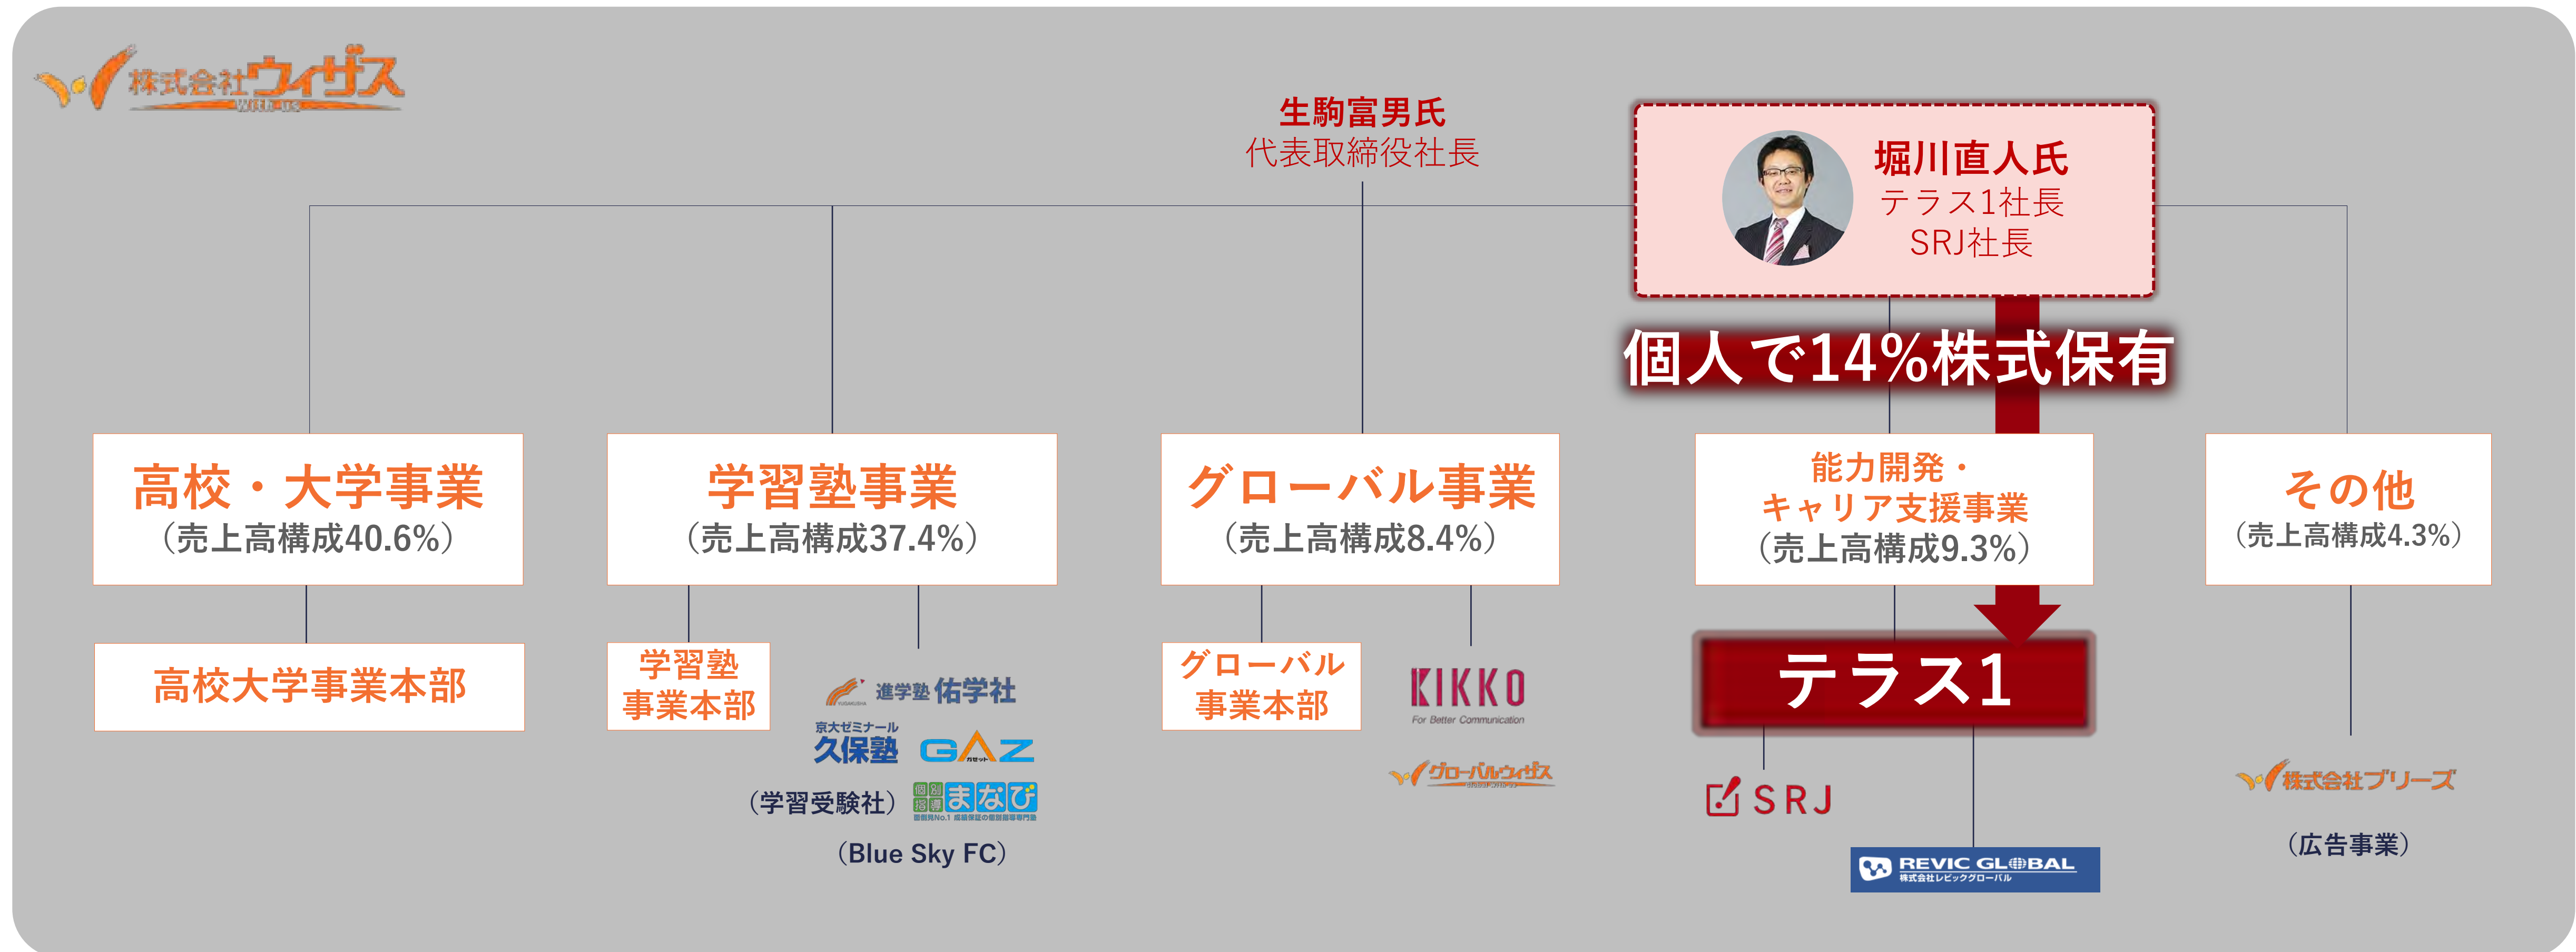 株式会社ウィザス
With us
生駒富男氏
代表取締役社長
堀川直人氏
テラス1社長
SRJ社長
個人で14%株式保有
高校・大学事業
（売上高構成40.6%）
学習塾事業
（売上高構成37.4%）
グローバル事業
（売上高構成8.4%）
能力開発・
キャリア支援事業
（売上高構成9.3%）
その他
（売上高構成4.3%）
高校大学事業本部
学習塾
事業本部
進学塾 佑学社
YUGAKUSHA
京大ゼミナール
久保塾
GAZ
ガゼット
（学習受験社）
個別指導 まなび
（Blue Sky FC）
グローバル
事業本部
KIKKO
For Better Communication
グローバルウィザス
テラス1
SRJ
REVIC GLOBAL
株式会社レビックグローバル
株式会社ブリーズ
（広告事業）